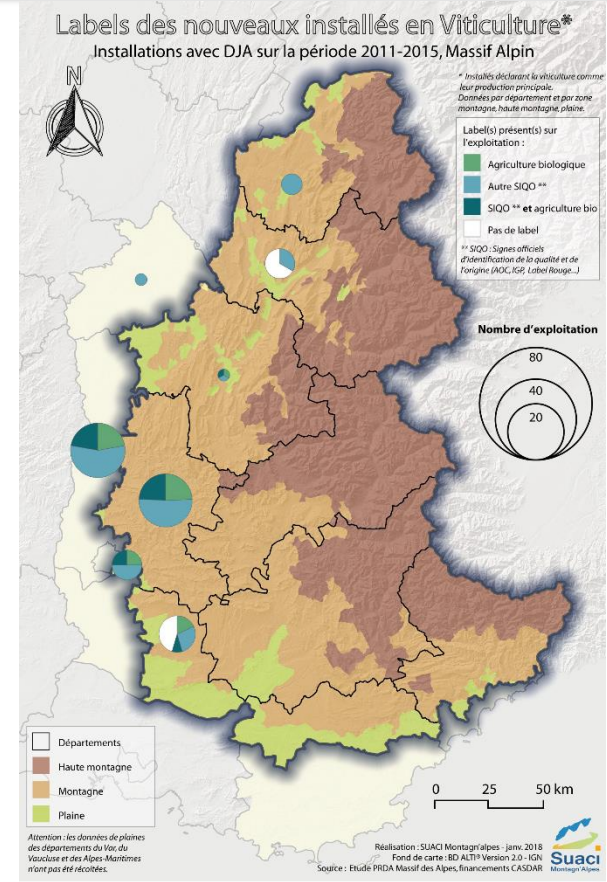 Labels des nouveaux installés en Viticulture*
Installations avec DJA sur la période 2011-2015, Massif Alpin
N
* Installés déclarant la viticulture comme
leur production principale.
Données par département et par zone
montagne, haute montagne, plaine.
Label(s) présent(s) sur
l'exploitation :
Agriculture biologique
Autre SIQO **
SIQO ** et agriculture bio
Pas de label
** SIQO : Signes officiels
d'identification de la qualité et de
l'origine (AOC, IGP, Label Rouge...)
Nombre d'exploitation
80
40
20
Départements
Haute montagne
Montagne
Plaine
Attention : les données de plaines
des départements du Var, du
Vaucluse et des Alpes-Maritimes
n'ont pas été récoltées.
0 25 50 km
Réalisation : SUACI Montagn'alpes - janv. 2018
Fond de carte : BD ALTI® Version 2.0 - IGN
Source : Etude PRDA Massif des Alpes, financements CASDAR
Suaci
Montagn'Alpes